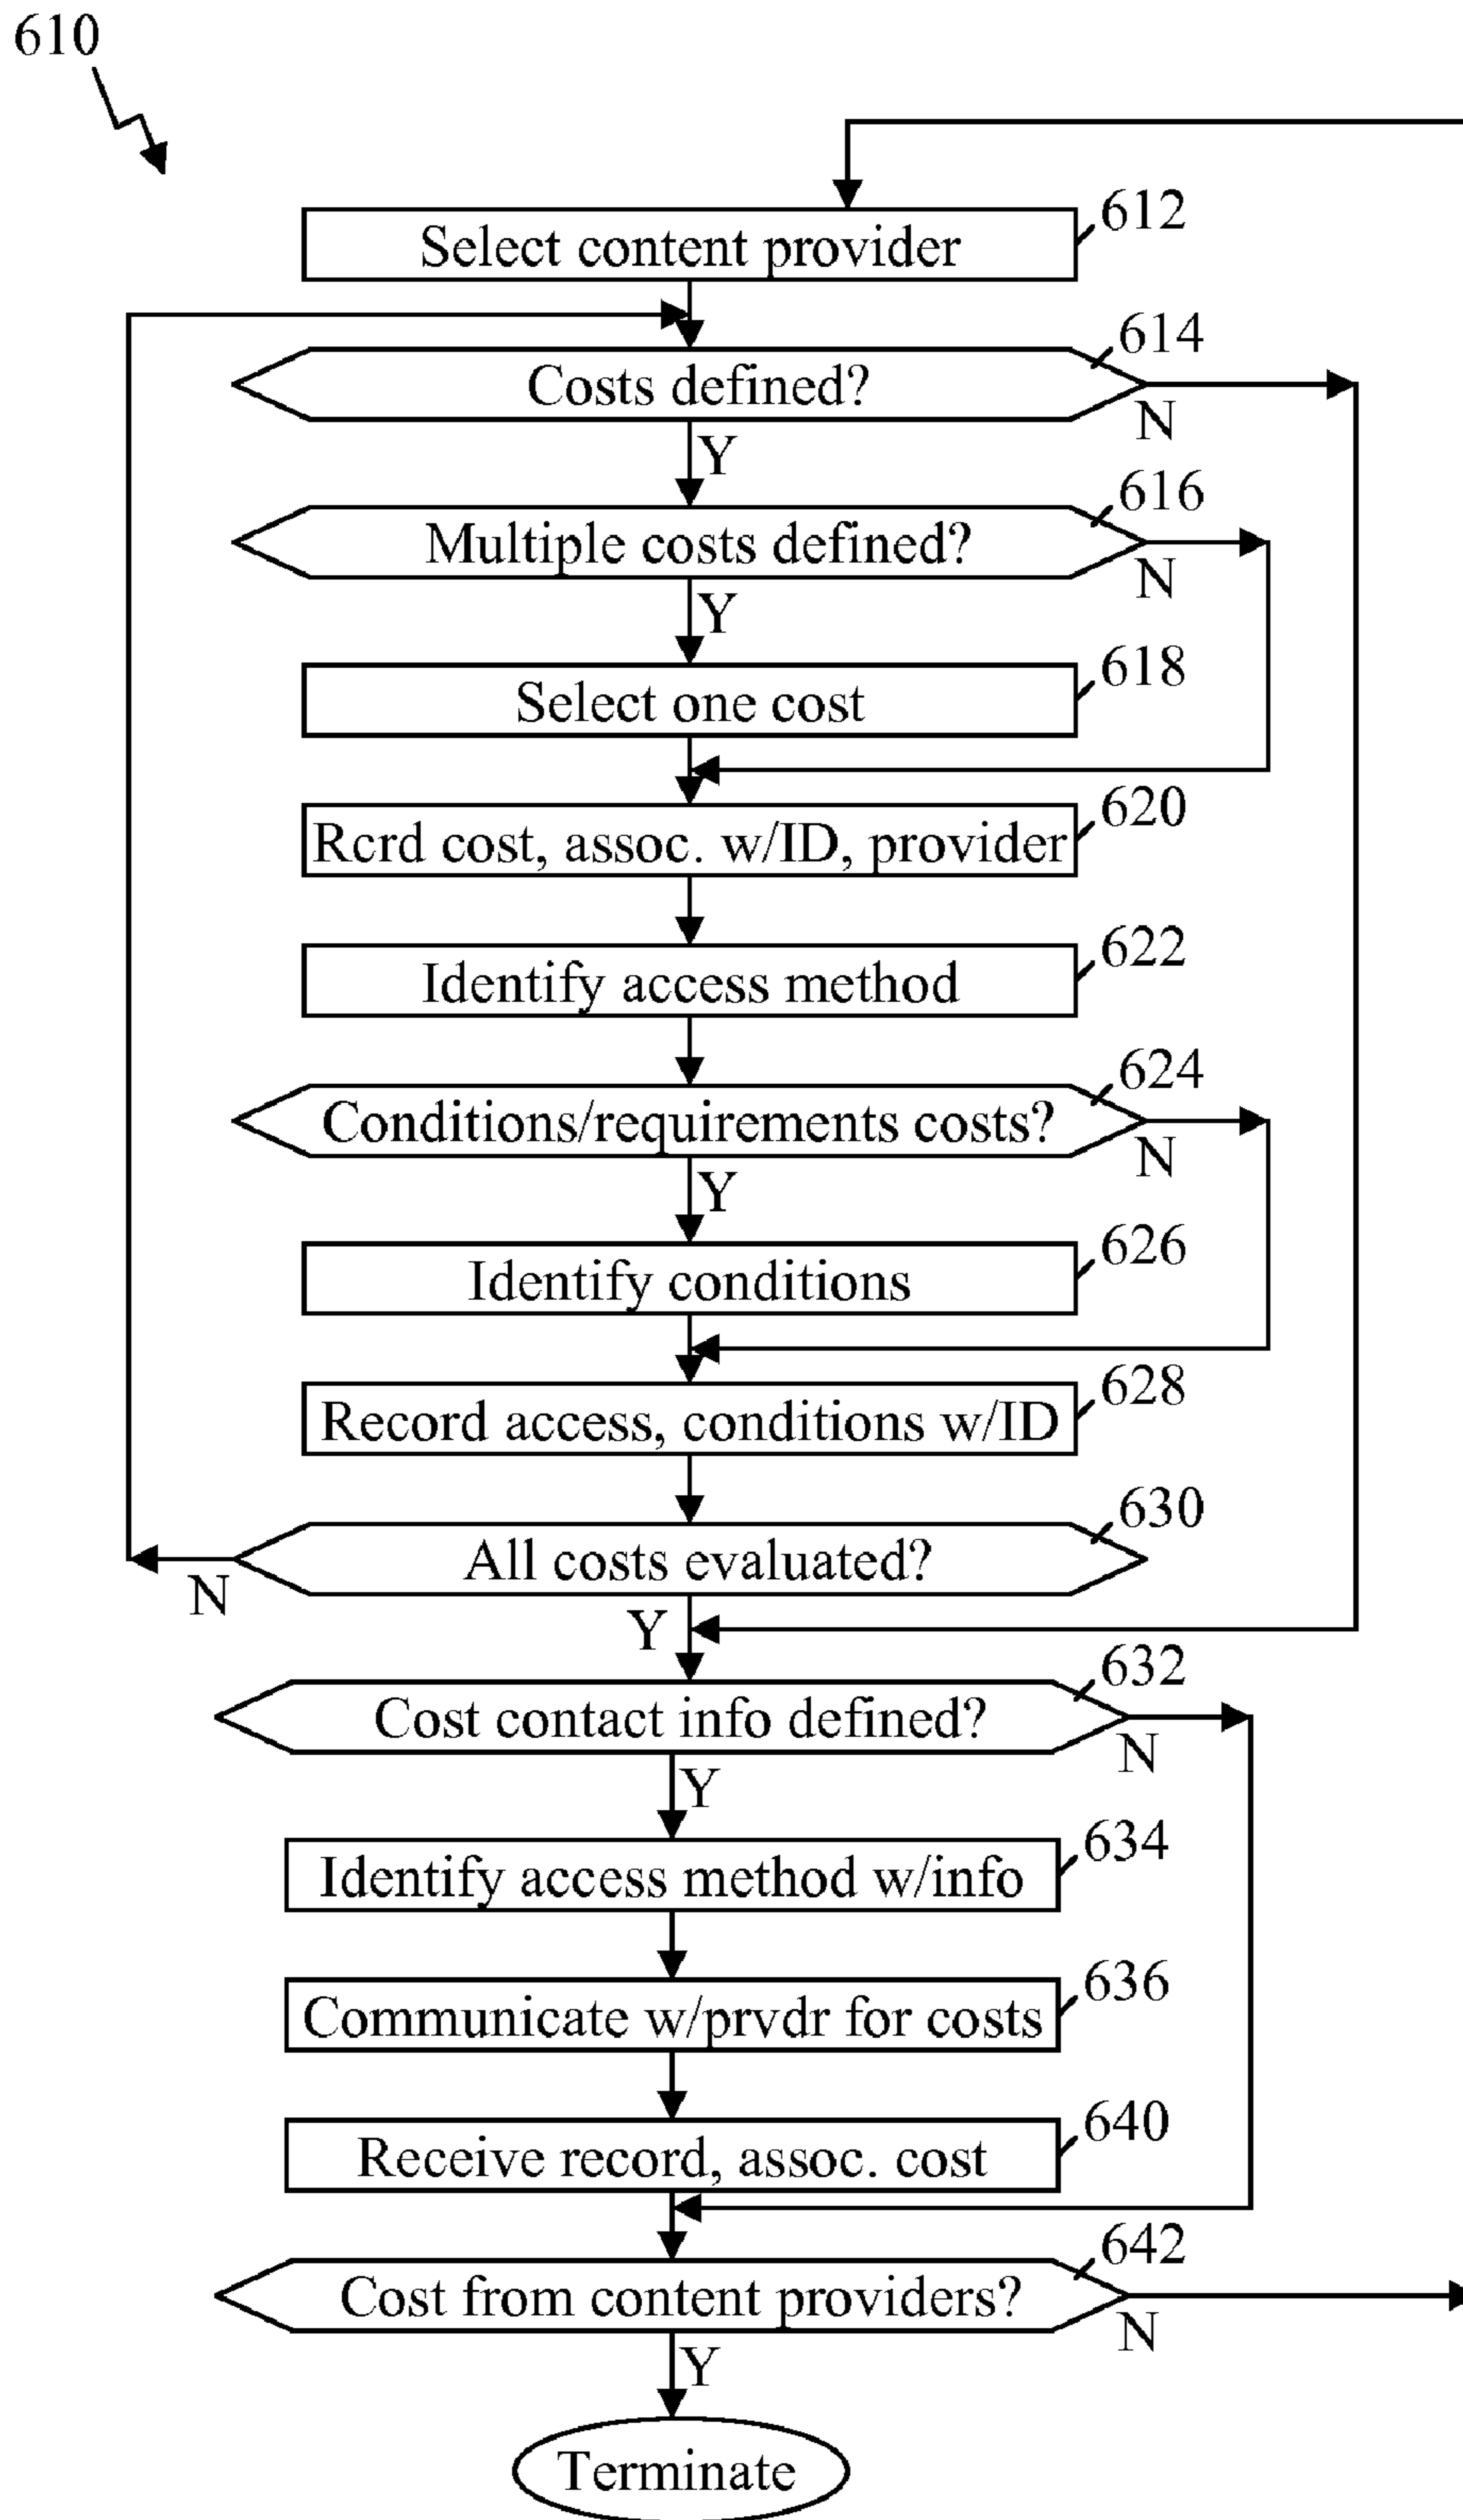 610
612
Select content provider
614
Costs defined?
N
Y
616
Multiple costs defined?
N
Y
618
Select one cost
620
Rcrd cost, assoc. w/ID, provider
622
Identify access method
624
Conditions/requirements costs?
N
Y
626
Identify conditions
628
Record access, conditions w/ID
630
All costs evaluated?
N
Y
632
Cost contact info defined?
N
Y
634
Identify access method w/info
636
Communicate w/prvdr for costs
640
Receive record, assoc. cost
642
Cost from content providers?
N
Y
Terminate